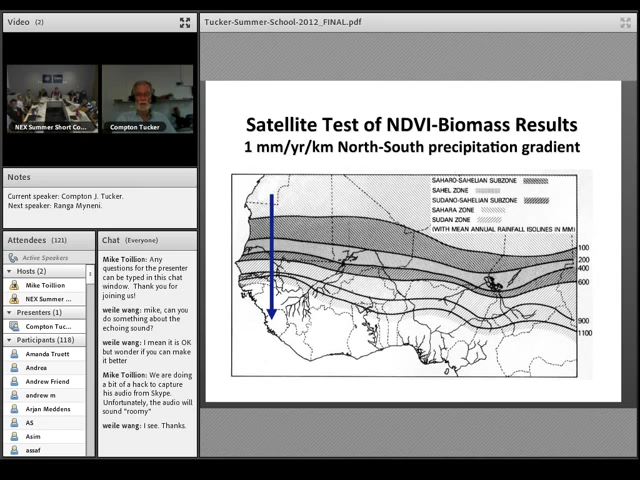 Video (2)
NEX Summer Short Co...
Compton Tucker
Notes
Current speaker: Compton J. Tucker.
Next speaker: Ranga Myneni.
Attendees (121)
Active Speakers
Hosts (2)
Mike Toillion
NEX Summer ...
Presenters (1)
Compton Tuc...
Participants (118)
Amanda Truett
Andrea
Andrew Friend
andrew m
Arjan Meddens
AS
Asim
assaf
Chat (Everyone)
Mike Toillion: Any
questions for the presenter
can be typed in this chat
window. Thank you for
joining us!
weile wang: mike, can you
do something about the
echoing sound?
weile wang: I mean it is OK
but wonder if you can make
it better
Mike Toillion: We are doing
a bit of a hack to capture
his audio from Skype.
Unfortunately, the audio will
sound "roomy"
weile wang: I see. Thanks.
Tucker-Summer-School-2012_FINAL.pdf
Satellite Test of NDVI-Biomass Results
1 mm/yr/km North-South precipitation gradient
SAHARO-SAHELIAN SUBZONE
SAHEL ZONE
SUDANO-SAHELIAN SUBZONE
SAHARA ZONE
SUDAN ZONE
(WITH MEAN ANNUAL RAINFALL ISOLINES IN MM)
100
200
400
600
900
1100